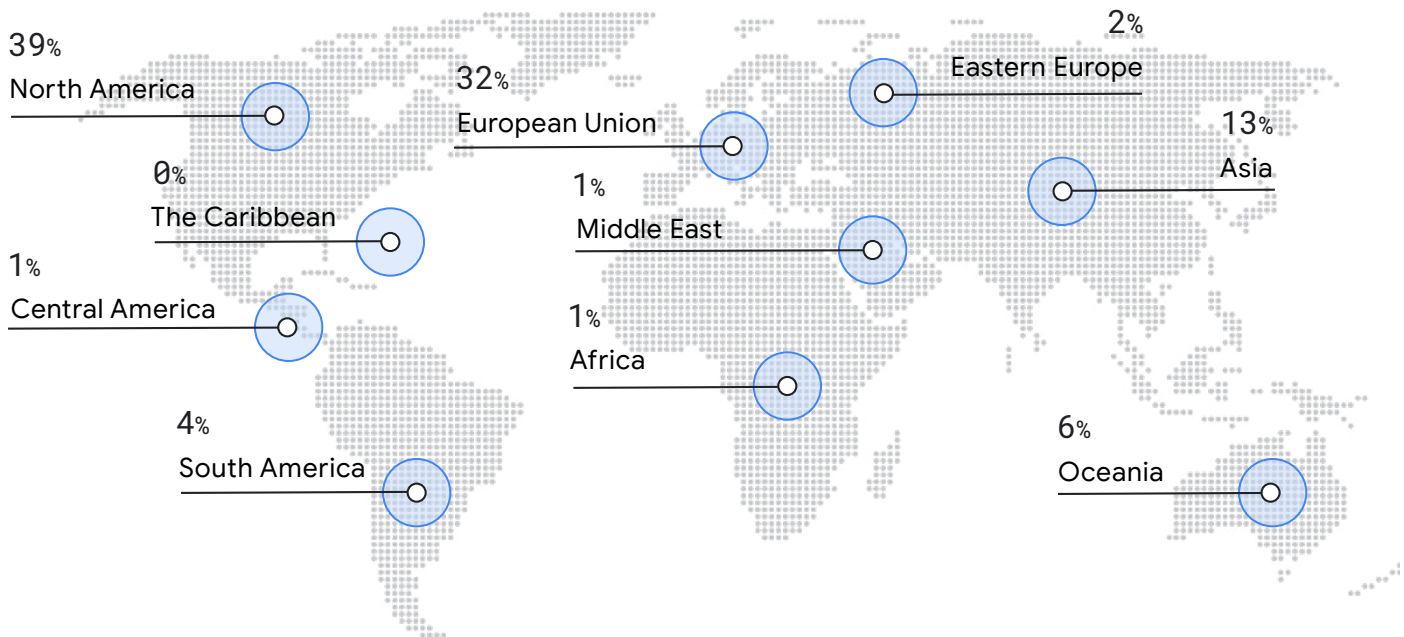 39%
North America
32%
European Union
2%
Eastern Europe
13%
Asia
0%
The Caribbean
1%
Middle East
1%
Central America
1%
Africa
4%
South America
6%
Oceania